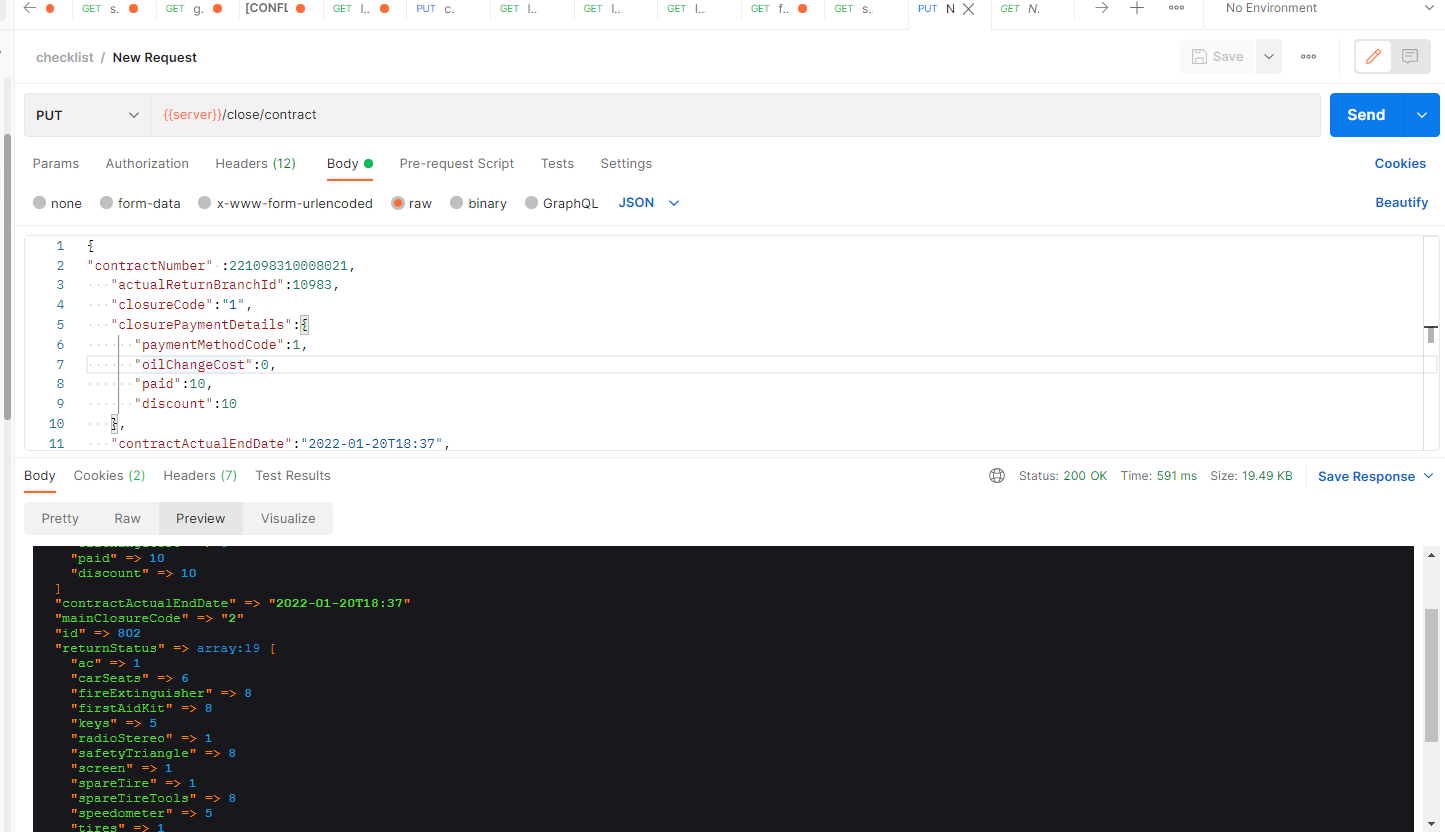 GET s. GET g. [CONFL GET l.. PUT c. GET l.. GET l... GET l... GET f.. GET s.. PUT N GET N. No Environment
checklist / New Request Save
PUT {{server}}/close/contract Send
Params Authorization Headers (12) Body Pre-request Script Tests Settings Cookies
none form-data x-www-form-urlencoded raw binary GraphQL JSON Beautify
1 {
2 "contractNumber" :221098310008021,
3 "actualReturnBranchId":10983,
4 "closureCode":"1",
5 "closurePaymentDetails":{
6 "paymentMethodCode":1,
7 "oilChangeCost":0,
8 "paid":10,
9 "discount":10
10 },
11 "contractActualEndDate":"2022-01-20T18:37",
Body Cookies (2) Headers (7) Test Results Status: 200 OK Time: 591 ms Size: 19.49 KB Save Response
Pretty Raw Preview Visualize
"paid" => 10
"discount" => 10
]
"contractActualEndDate" => "2022-01-20T18:37"
"mainClosureCode" => "2"
"id" => 802
"returnStatus" => array:19 [
"ac" => 1
"carSeats" => 6
"fireExtinguisher" => 8
"firstAidKit" => 8
"keys" => 5
"radioStereo" => 1
"safetyTriangle" => 8
"screen" => 1
"spareTire" => 1
"spareTireTools" => 8
"speedometer" => 5
"tires" => 1